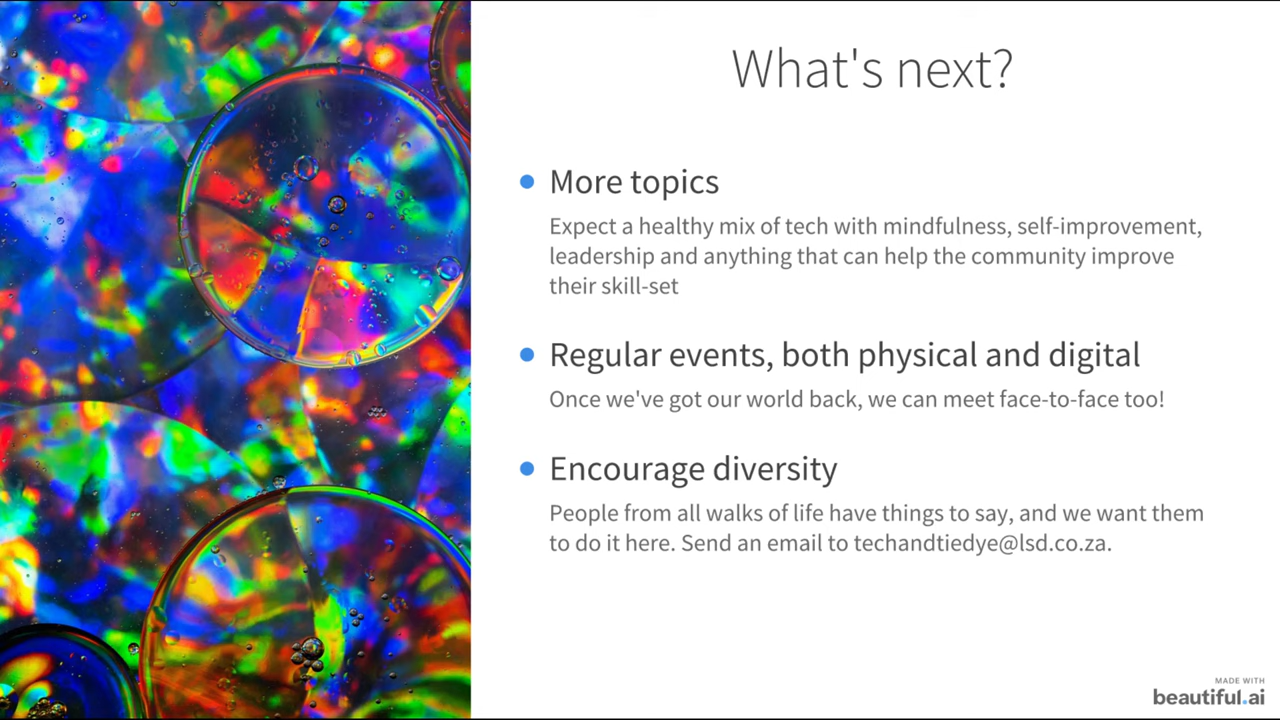 What's next?
More topics
Expect a healthy mix of tech with mindfulness, self-improvement,
leadership and anything that can help the community improve
their skill-set
Regular events, both physical and digital
Once we've got our world back, we can meet face-to-face too!
Encourage diversity
People from all walks of life have things to say, and we want them
to do it here. Send an email to techandtiedye@lsd.co.za.
MADE WITH
beautiful.ai